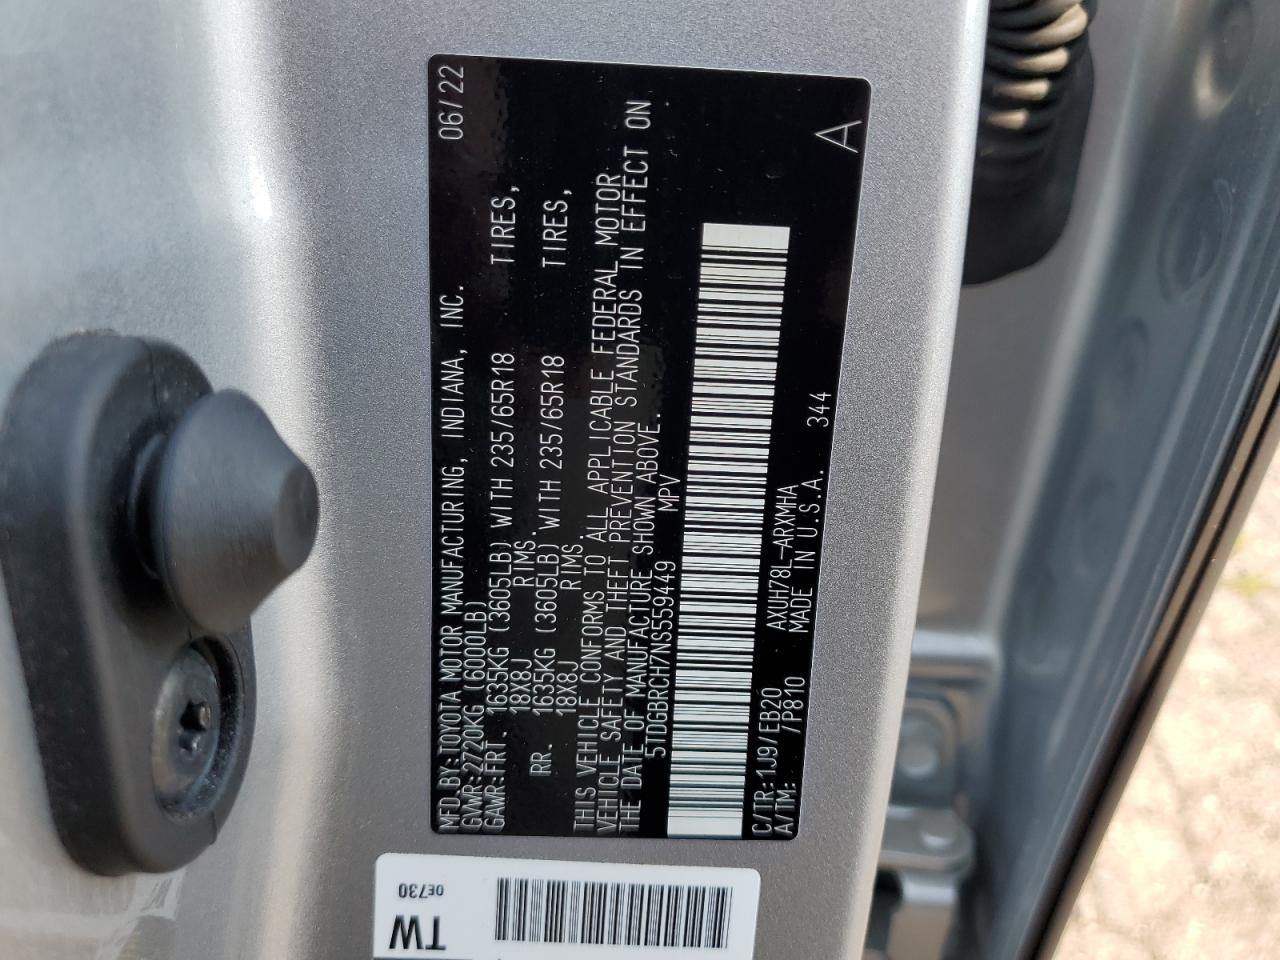 MFD.BY:TOYOTA MOTOR MANUFACTURING, INDIANA, INC. 06/22
GVWR:2720KG (6000LB)
GAWR:FRT. 1635KG (3605LB) WITH 235/65R18 TIRES,
18X8J RIMS.
RR. 1635KG (3605LB) WITH 235/65R18 TIRES,
18X8J RIMS.
THIS VEHICLE CONFORMS TO ALL APPLICABLE FEDERAL MOTOR
VEHICLE SAFETY AND THEFT PREVENTION STANDARDS IN EFFECT ON
THE DATE OF MANUFACTURE SHOWN ABOVE.
5TDGBRCH7NS559449 MPV
C/TR:1J9/EB20 AXUH78L-ARXMHA
A/TM: /P810 MADE IN U.S.A. 344
A
0E730
TW